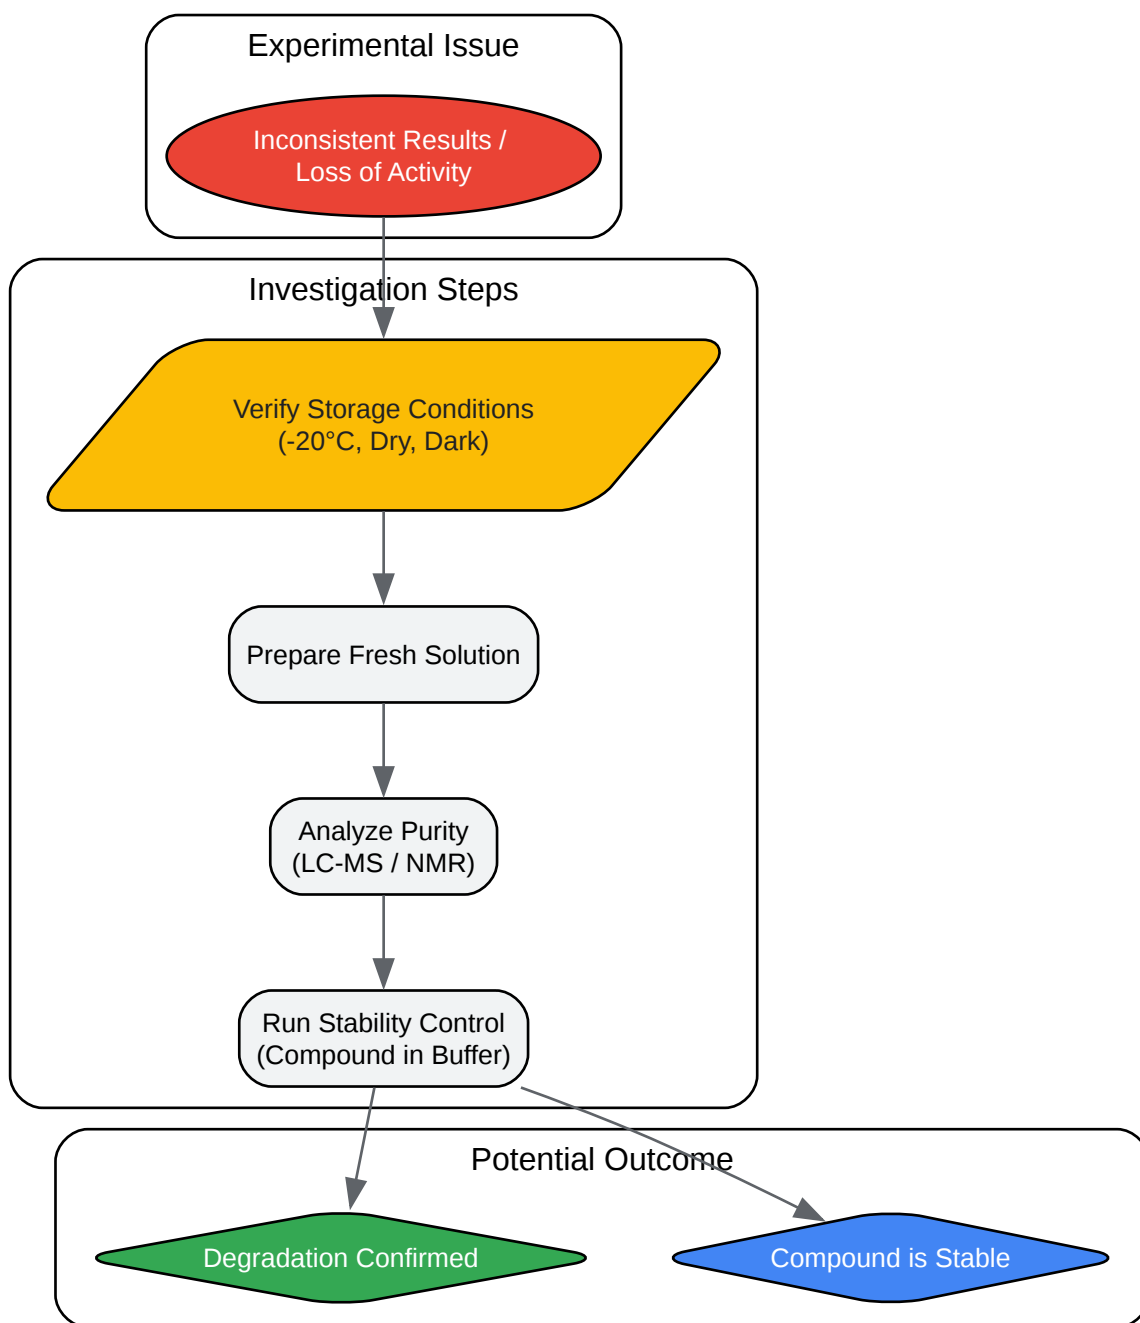 Experimental Issue
Inconsistent Results /
Loss of Activity
Investigation Steps
Verify Storage Conditions
(-20°C, Dry, Dark)
Prepare Fresh Solution
Analyze Purity
(LC-MS / NMR)
Run Stability Control
(Compound in Buffer)
Potential Outcome
Degradation Confirmed
Compound is Stable